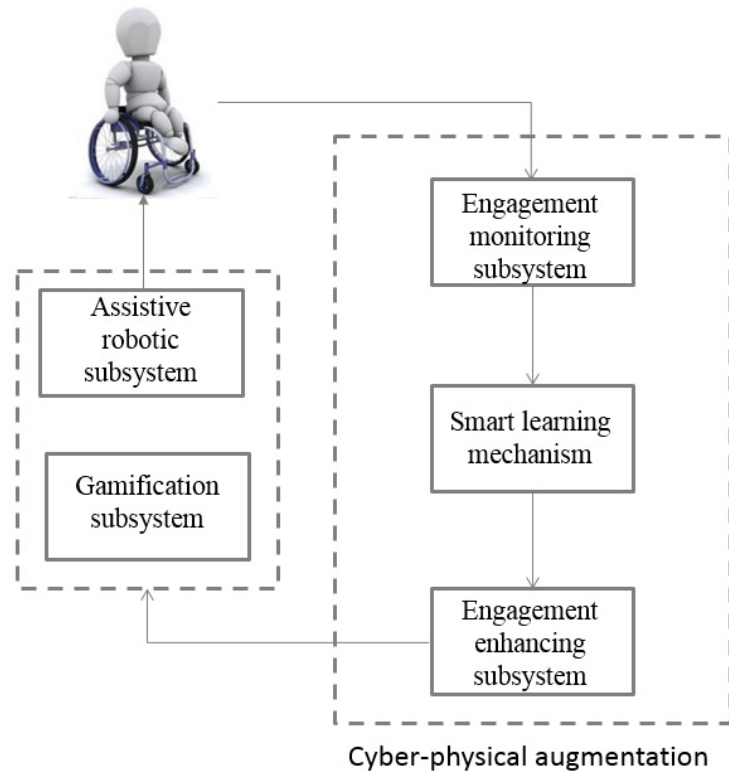 Engagement
monitoring
subsystem
Assistive
robotic
subsystem
Smart learning
mechanism
Gamification
subsystem
Engagement
enhancing
subsystem
Cyber-physical augmentation